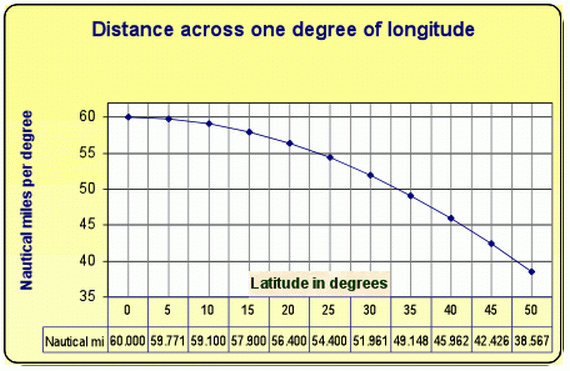 Distance across one degree of longitude
Nautical miles per degree
60
55
50
45
40
35
Latitude in degrees
0 5 10 15 20 25 30 35 40 45 50
Nautical mi 60.000 59.771 59.100 57.900 56.400 54.400 51.961 49.148 45.962 42.426 38.567